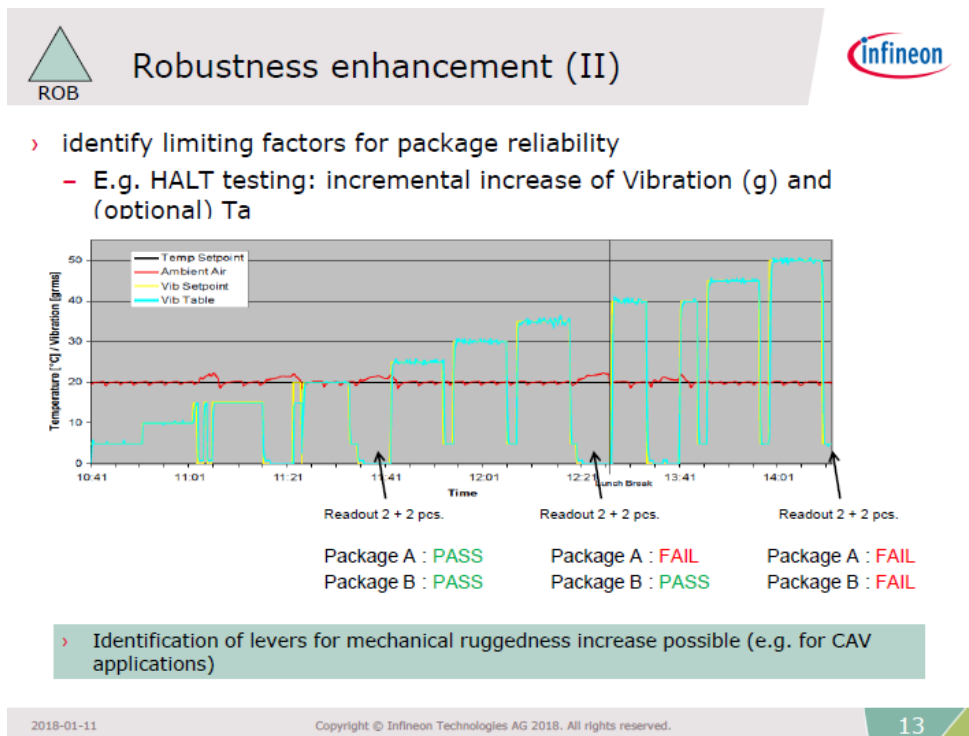 ROB
Robustness enhancement (II)
infineon
› identify limiting factors for package reliability
– E.g. HALT testing: incremental increase of Vibration (g) and
(optional) Ta
Temperature [°C] / Vibration [grms]
50
40
30
20
10
0
Temp Setpoint
Ambient Air
Vib Setpoint
Vib Table
10:41 11:01 11:21 11:41 12:01 12:21 Lunch Break 13:41 14:01
Time
Readout 2 + 2 pcs. Readout 2 + 2 pcs. Readout 2 + 2 pcs.
Package A : PASS Package A : FAIL Package A : FAIL
Package B : PASS Package B : PASS Package B : FAIL
› Identification of levers for mechanical ruggedness increase possible (e.g. for CAV
applications)
2018-01-11 Copyright © Infineon Technologies AG 2018. All rights reserved. 13